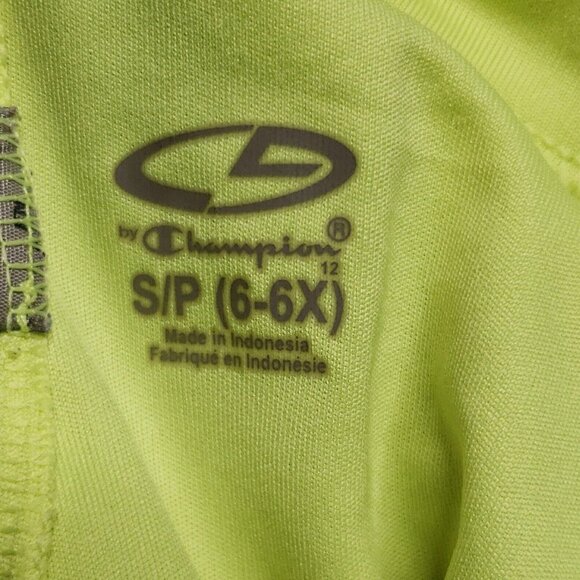 by Champion®
12
S/P (6-6X)
Made in Indonesia
Fabriqué en Indonésie